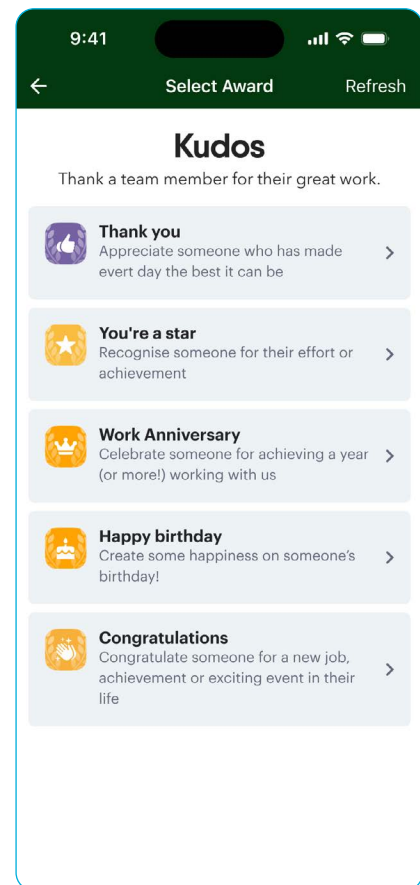 9:41
Select Award
Refresh
Kudos
Thank a team member for their great work.
Thank you
Appreciate someone who has made
evert day the best it can be
You're a star
Recognise someone for their effort or
achievement
Work Anniversary
Celebrate someone for achieving a year
(or more!) working with us
Happy birthday
Create some happiness on someone’s
birthday!
Congratulations
Congratulate someone for a new job,
achievement or exciting event in their
life